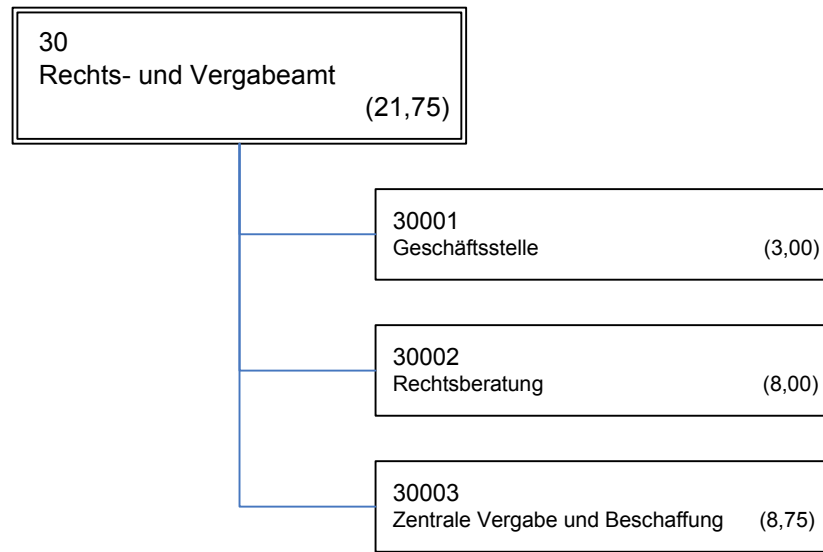 30
Rechts- und Vergabeamt
(21,75)
30001
Geschäftsstelle (3,00)
30002
Rechtsberatung (8,00)
30003
Zentrale Vergabe und Beschaffung (8,75)